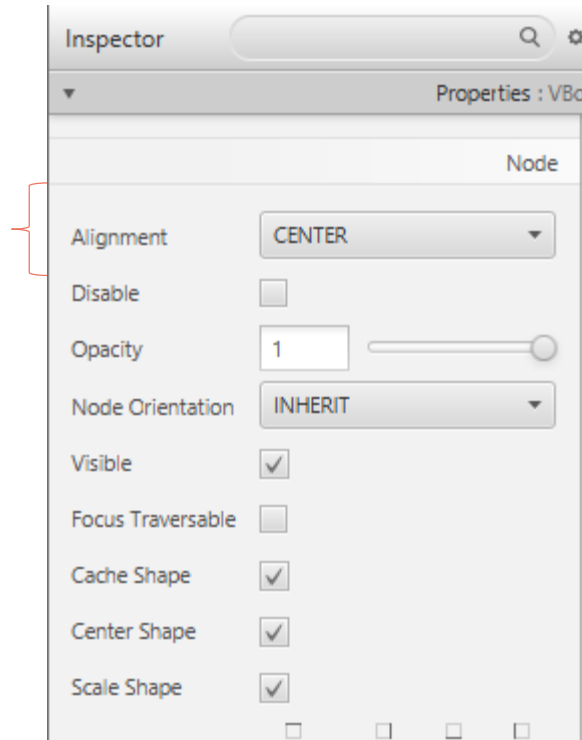 Inspector
Properties : VBo
Node
Alignment CENTER
Disable
Opacity 1
Node Orientation INHERIT
Visible
Focus Traversable
Cache Shape
Center Shape
Scale Shape